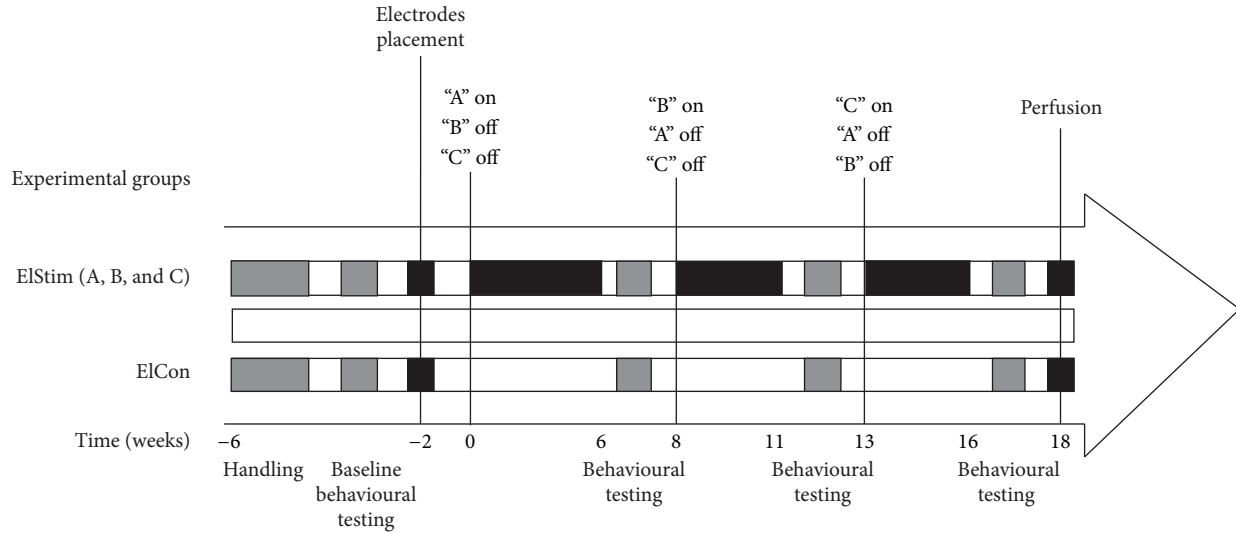 Electrodes
placement
“A” on
“B” off
“C” off
“B” on
“A” off
“C” off
“C” on
“A” off
“B” off
Perfusion
Experimental groups
ElStim (A, B, and C)
ElCon
Time (weeks)
−6
−2
0
6
8
11
13
16
18
Handling
Baseline
behavioural
testing
Behavioural
testing
Behavioural
testing
Behavioural
testing